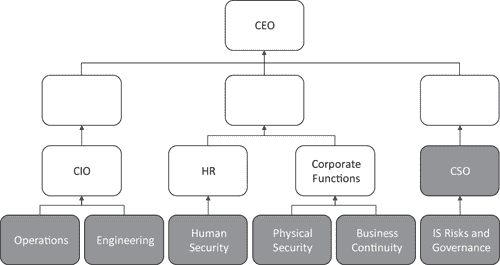 CEO
CIO
HR
Corporate
Functions
CSO
Operations
Engineering
Human
Security
Physical
Security
Business
Continuity
IS Risks and
Governance